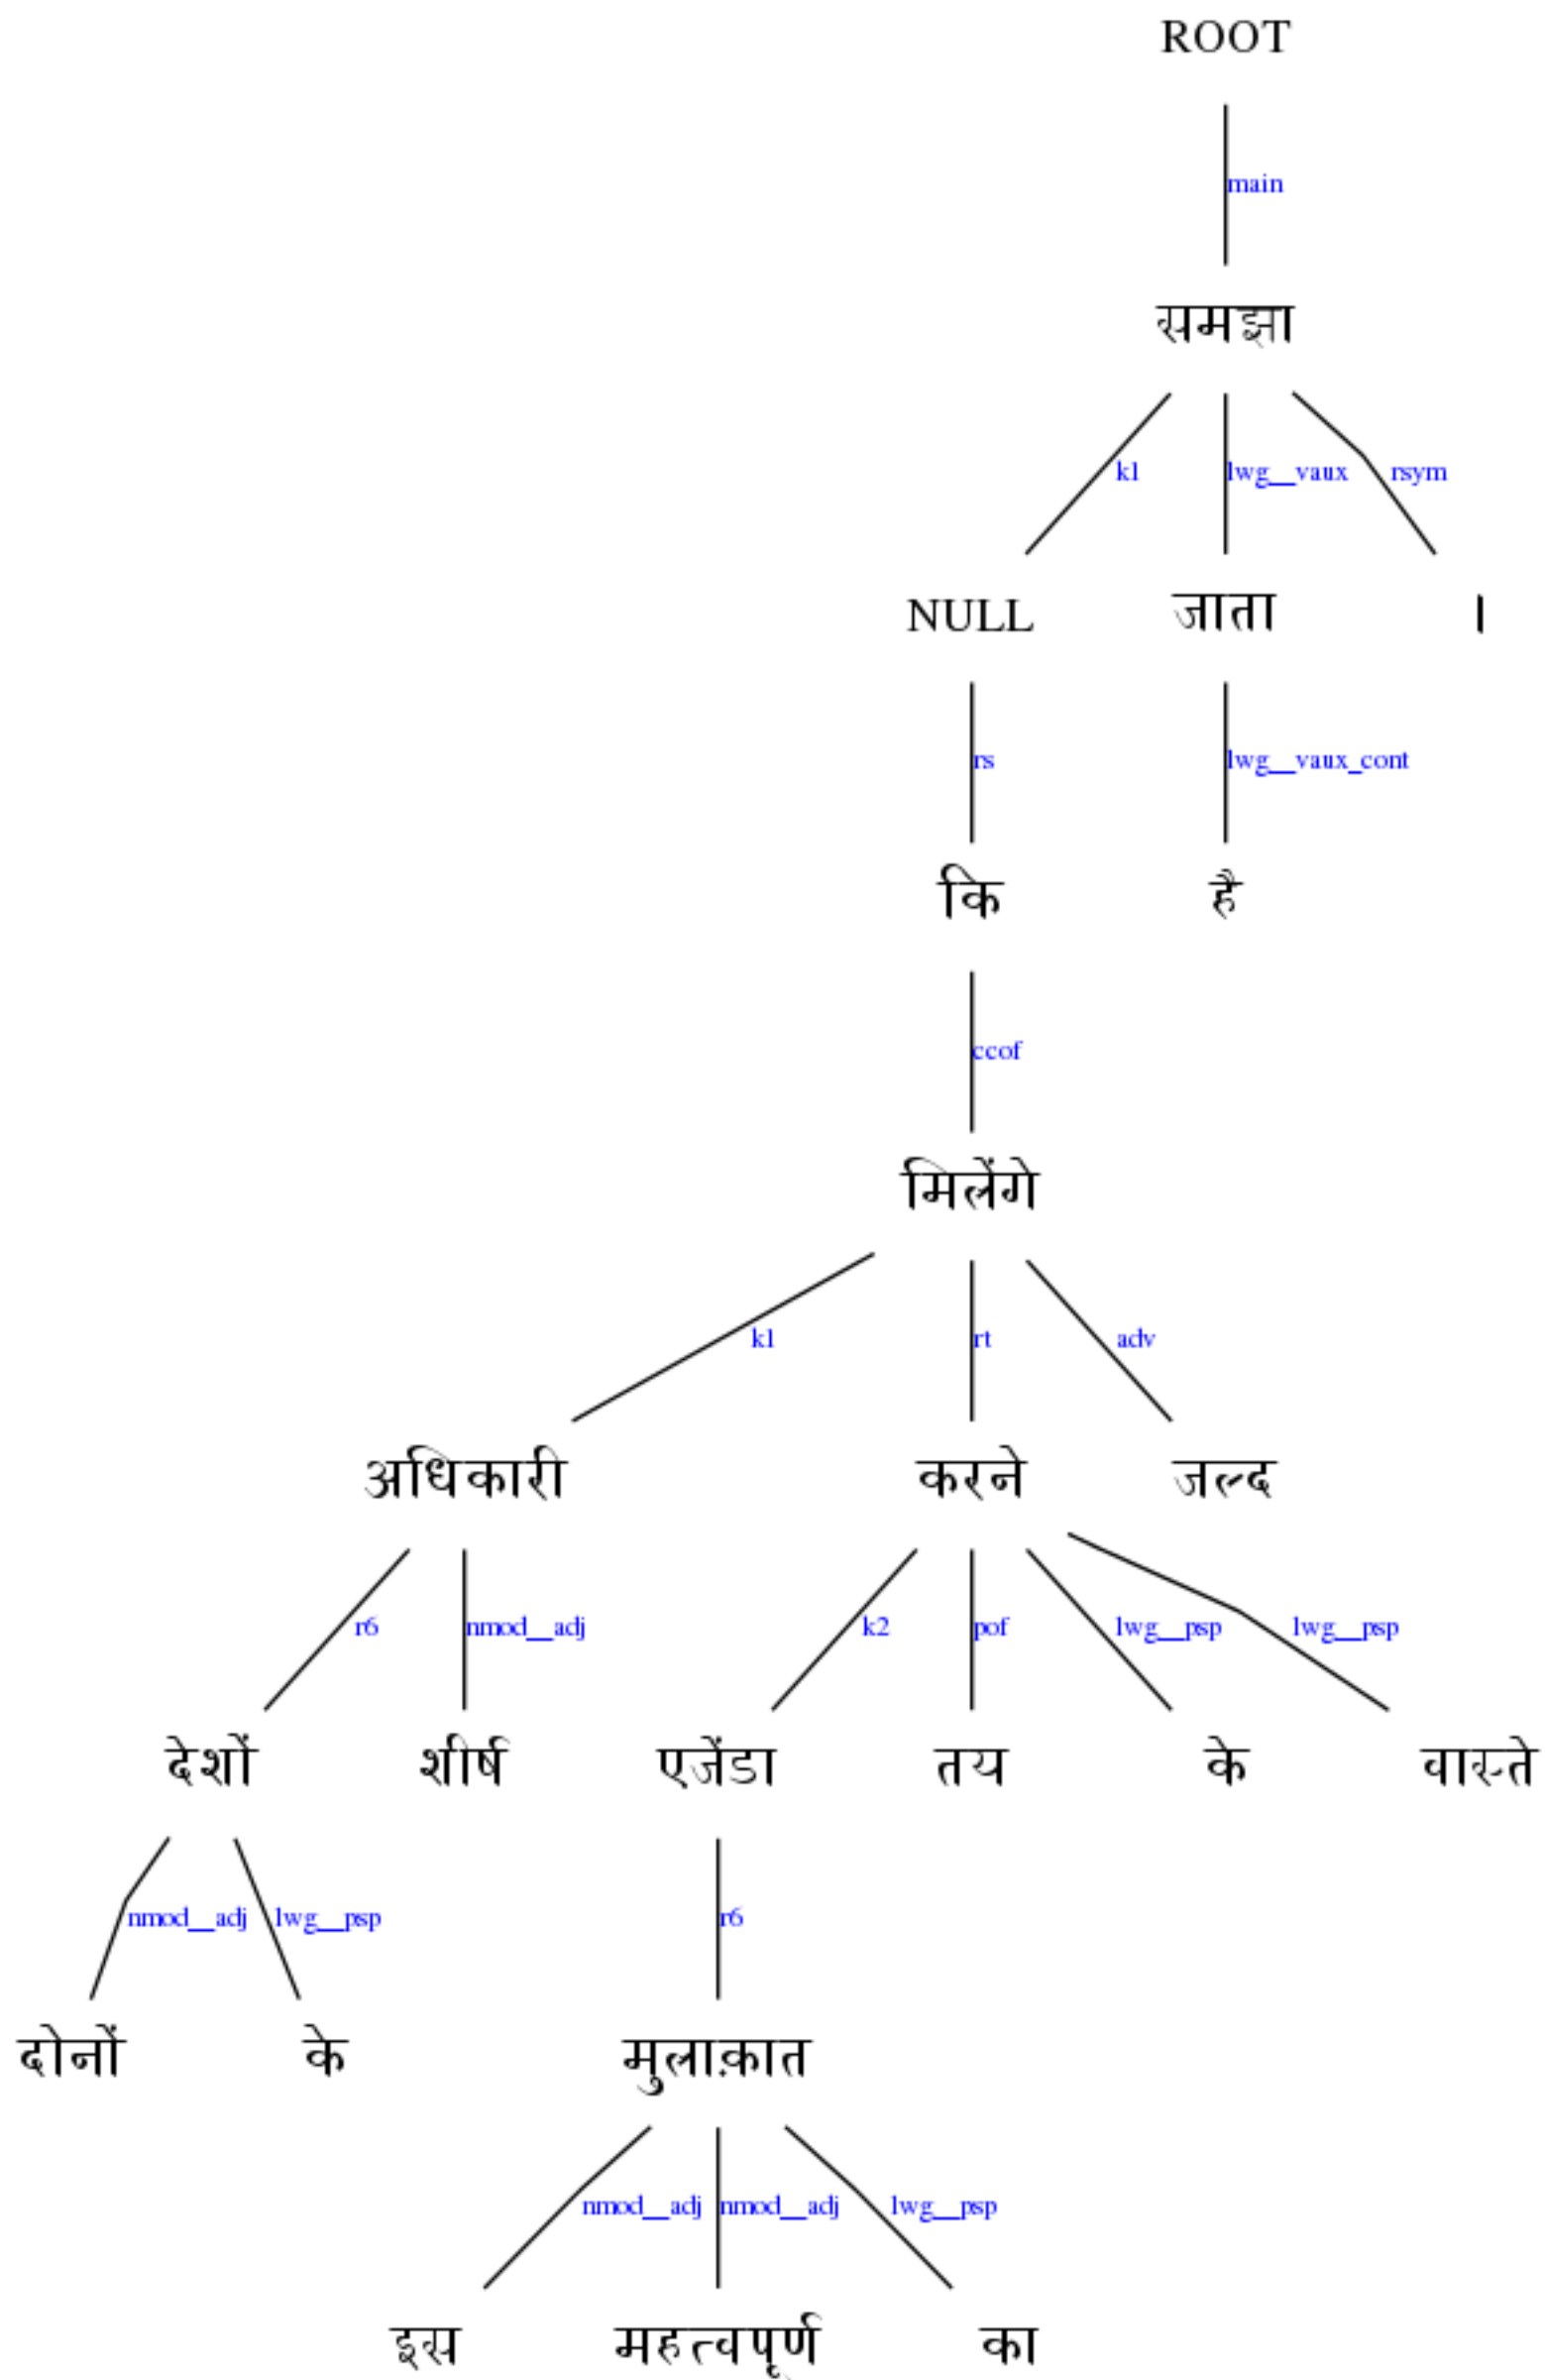 ROOT
main
समझा
k1 lwg__vaux rsym
NULL जाता ।
rs lwg__vaux_cont
कि है
ccof
मिलेंगे
k1 rt adv
अधिकारी करने जल्द
r6 nmod__adj k2 pof lwg__psp lwg__psp
देशों शीर्ष एजेंडा तय के वास्ते
nmod__adj lwg__psp r6
दोनों के मुलाक़ात
nmod__adj nmod__adj lwg__psp
इस महत्वपूर्ण का